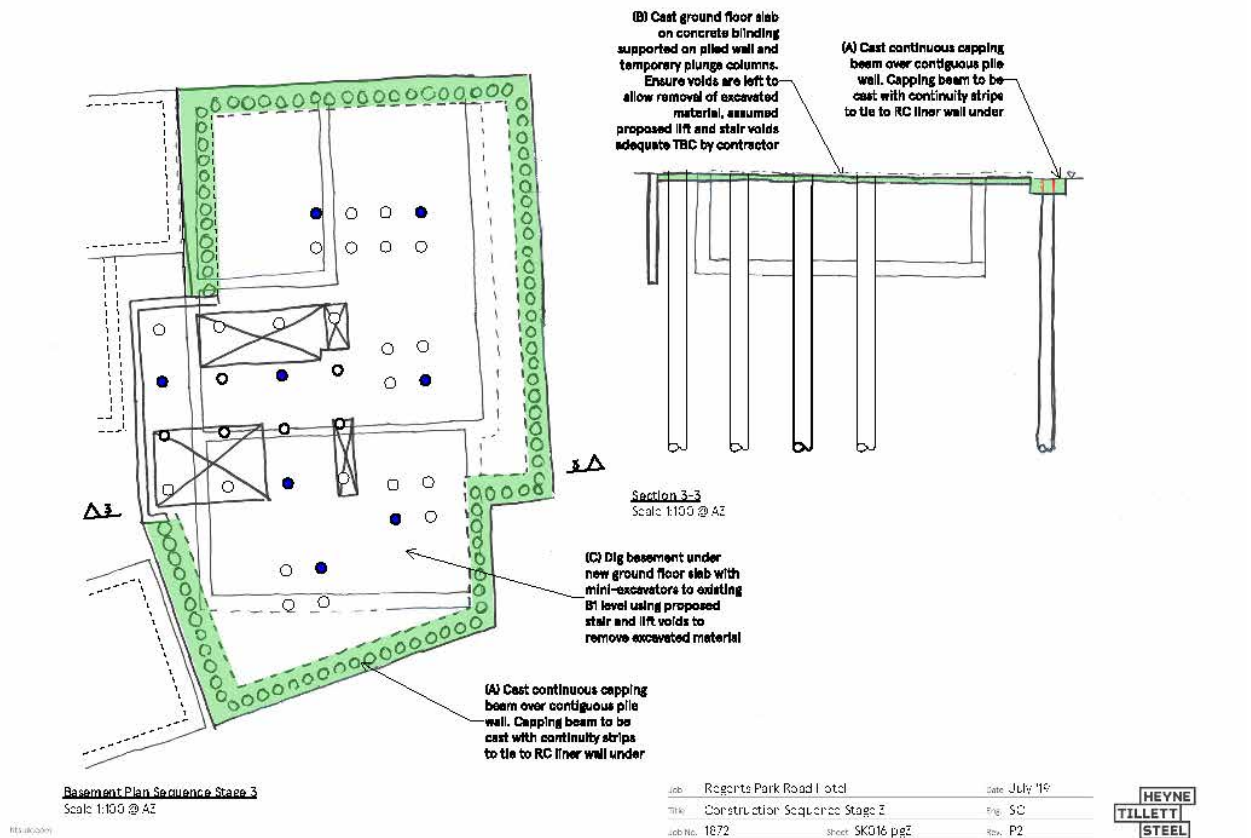 (B) Cast ground floor slab
on concrete blinding
supported on piled wall and
temporary plunge columns.
Ensure voids are left to
allow removal of excavated
material, assumed
proposed lift and stair voids
adequate TBC by contractor
(A) Cast continuous capping
beam over contiguous pile
wall. Capping beam to be
cast with continuity strips
to tie to RC liner wall under
3
3
Section 3-3
Scale 1:100 @ A3
(C) Dig basement under
new ground floor slab with
mini-excavators to existing
B1 level using proposed
stair and lift voids to
remove excavated material
(A) Cast continuous capping
beam over contiguous pile
wall. Capping beam to be
cast with continuity strips
to tie to RC liner wall under
Basement Plan Sequence Stage 3
Scale 1:100 @ A3
Job Regents Park Road Hotel
Date July '19
Title Construction Sequence Stage 3
Eng. SC
Job No. 1872
Sheet SK016 pg3
Rev. P2
HEYNE
TILLETT
STEEL